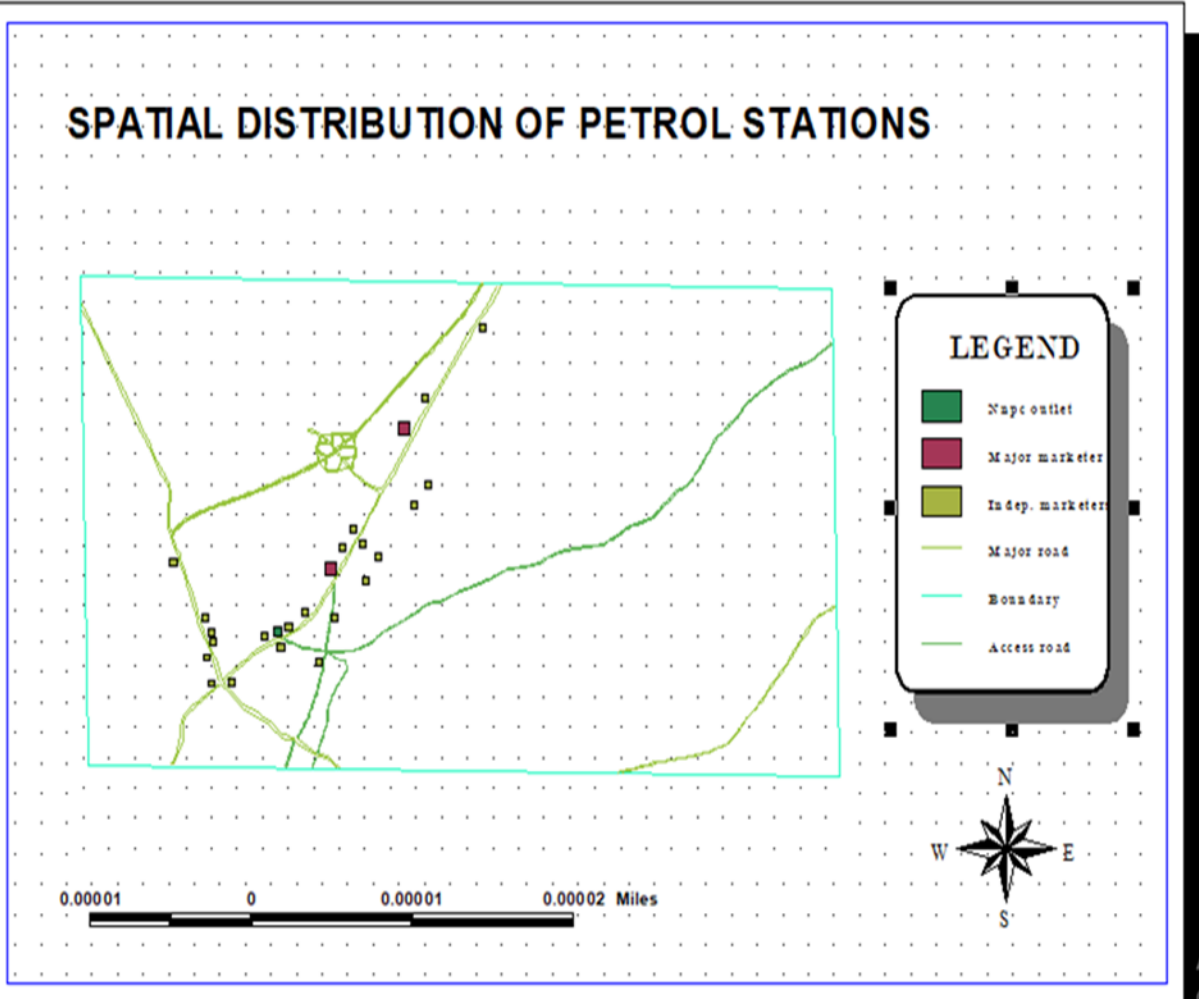 SPATIAL DISTRIBUTION OF PETROL STATIONS
LEGEND
Nnpc outlet
Major marketer
Indep. marketers
Major road
Boundary
Access road
N
W E
S
0.00001 0 0.00001 0.00002 Miles